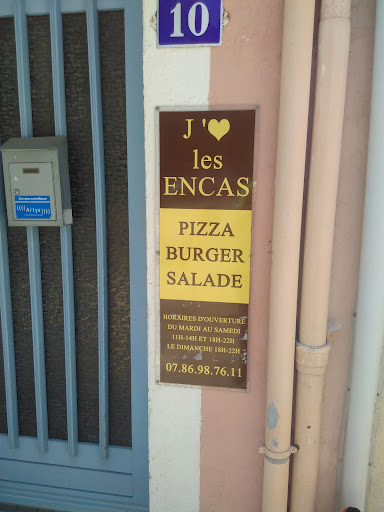 10
J'♥
les
ENCAS
PIZZA
BURGER
SALADE
HORAIRES D'OUVERTURE
DU MARDI AU SAMEDI
11H-14H ET 18H-22H
LE DIMANCHE 18H-22H
07.86.98.76.11
((((Artys))))